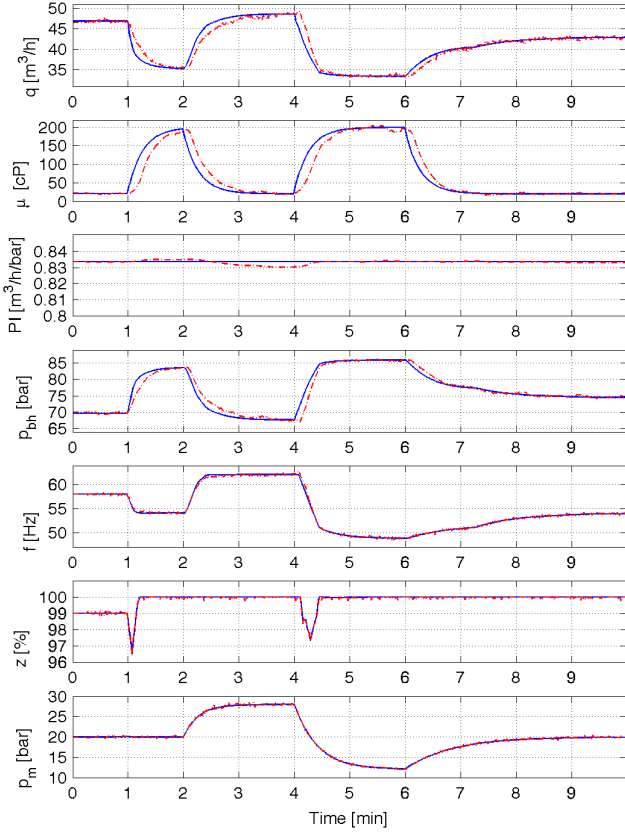 q [m³/h]
50
45
40
35
0 1 2 3 4 5 6 7 8 9
μ [cP]
200
150
100
50
0
0 1 2 3 4 5 6 7 8 9
PI [m³/h/bar]
0.84
0.83
0.82
0.81
0.8
0 1 2 3 4 5 6 7 8 9
p_bh [bar]
85
80
75
70
65
0 1 2 3 4 5 6 7 8 9
f [Hz]
60
55
50
0 1 2 3 4 5 6 7 8 9
z [%]
100
99
98
97
96
0 1 2 3 4 5 6 7 8 9
p_m [bar]
30
25
20
15
10
0 1 2 3 4 5 6 7 8 9
Time [min]